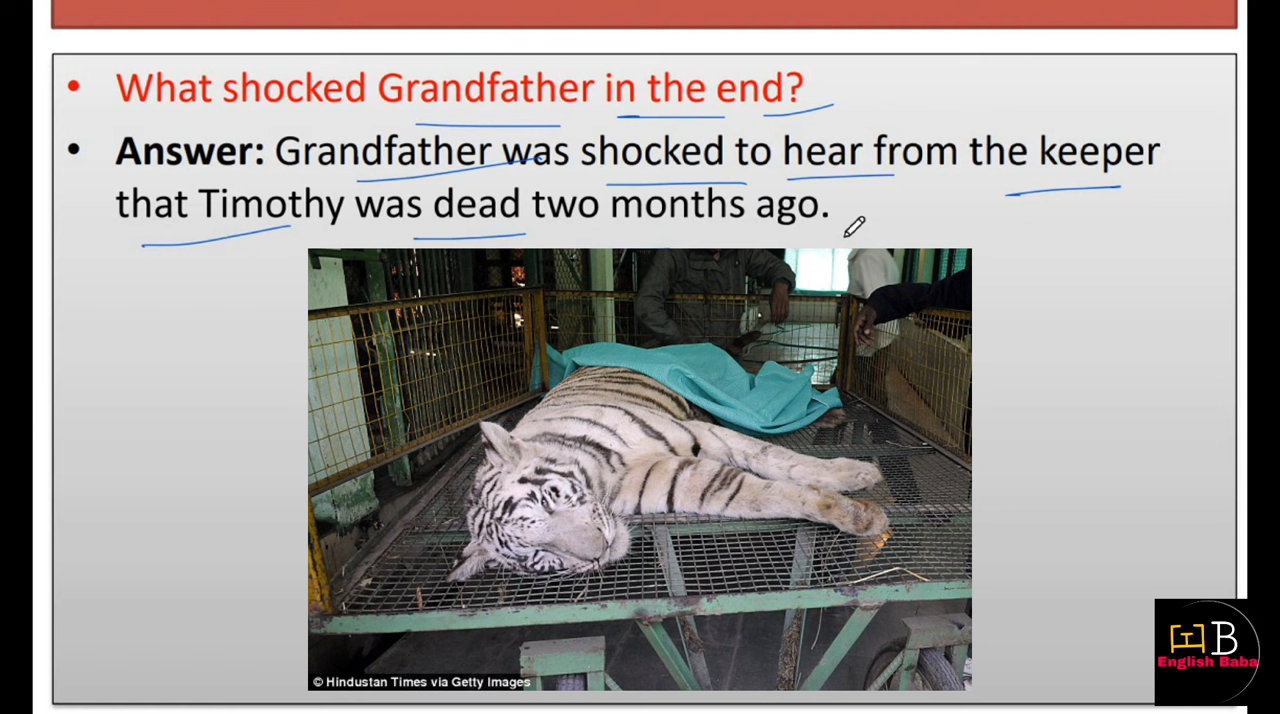 • What shocked Grandfather in the end?
• Answer: Grandfather was shocked to hear from the keeper
that Timothy was dead two months ago.
© Hindustan Times via Getty Images
B
English Baba